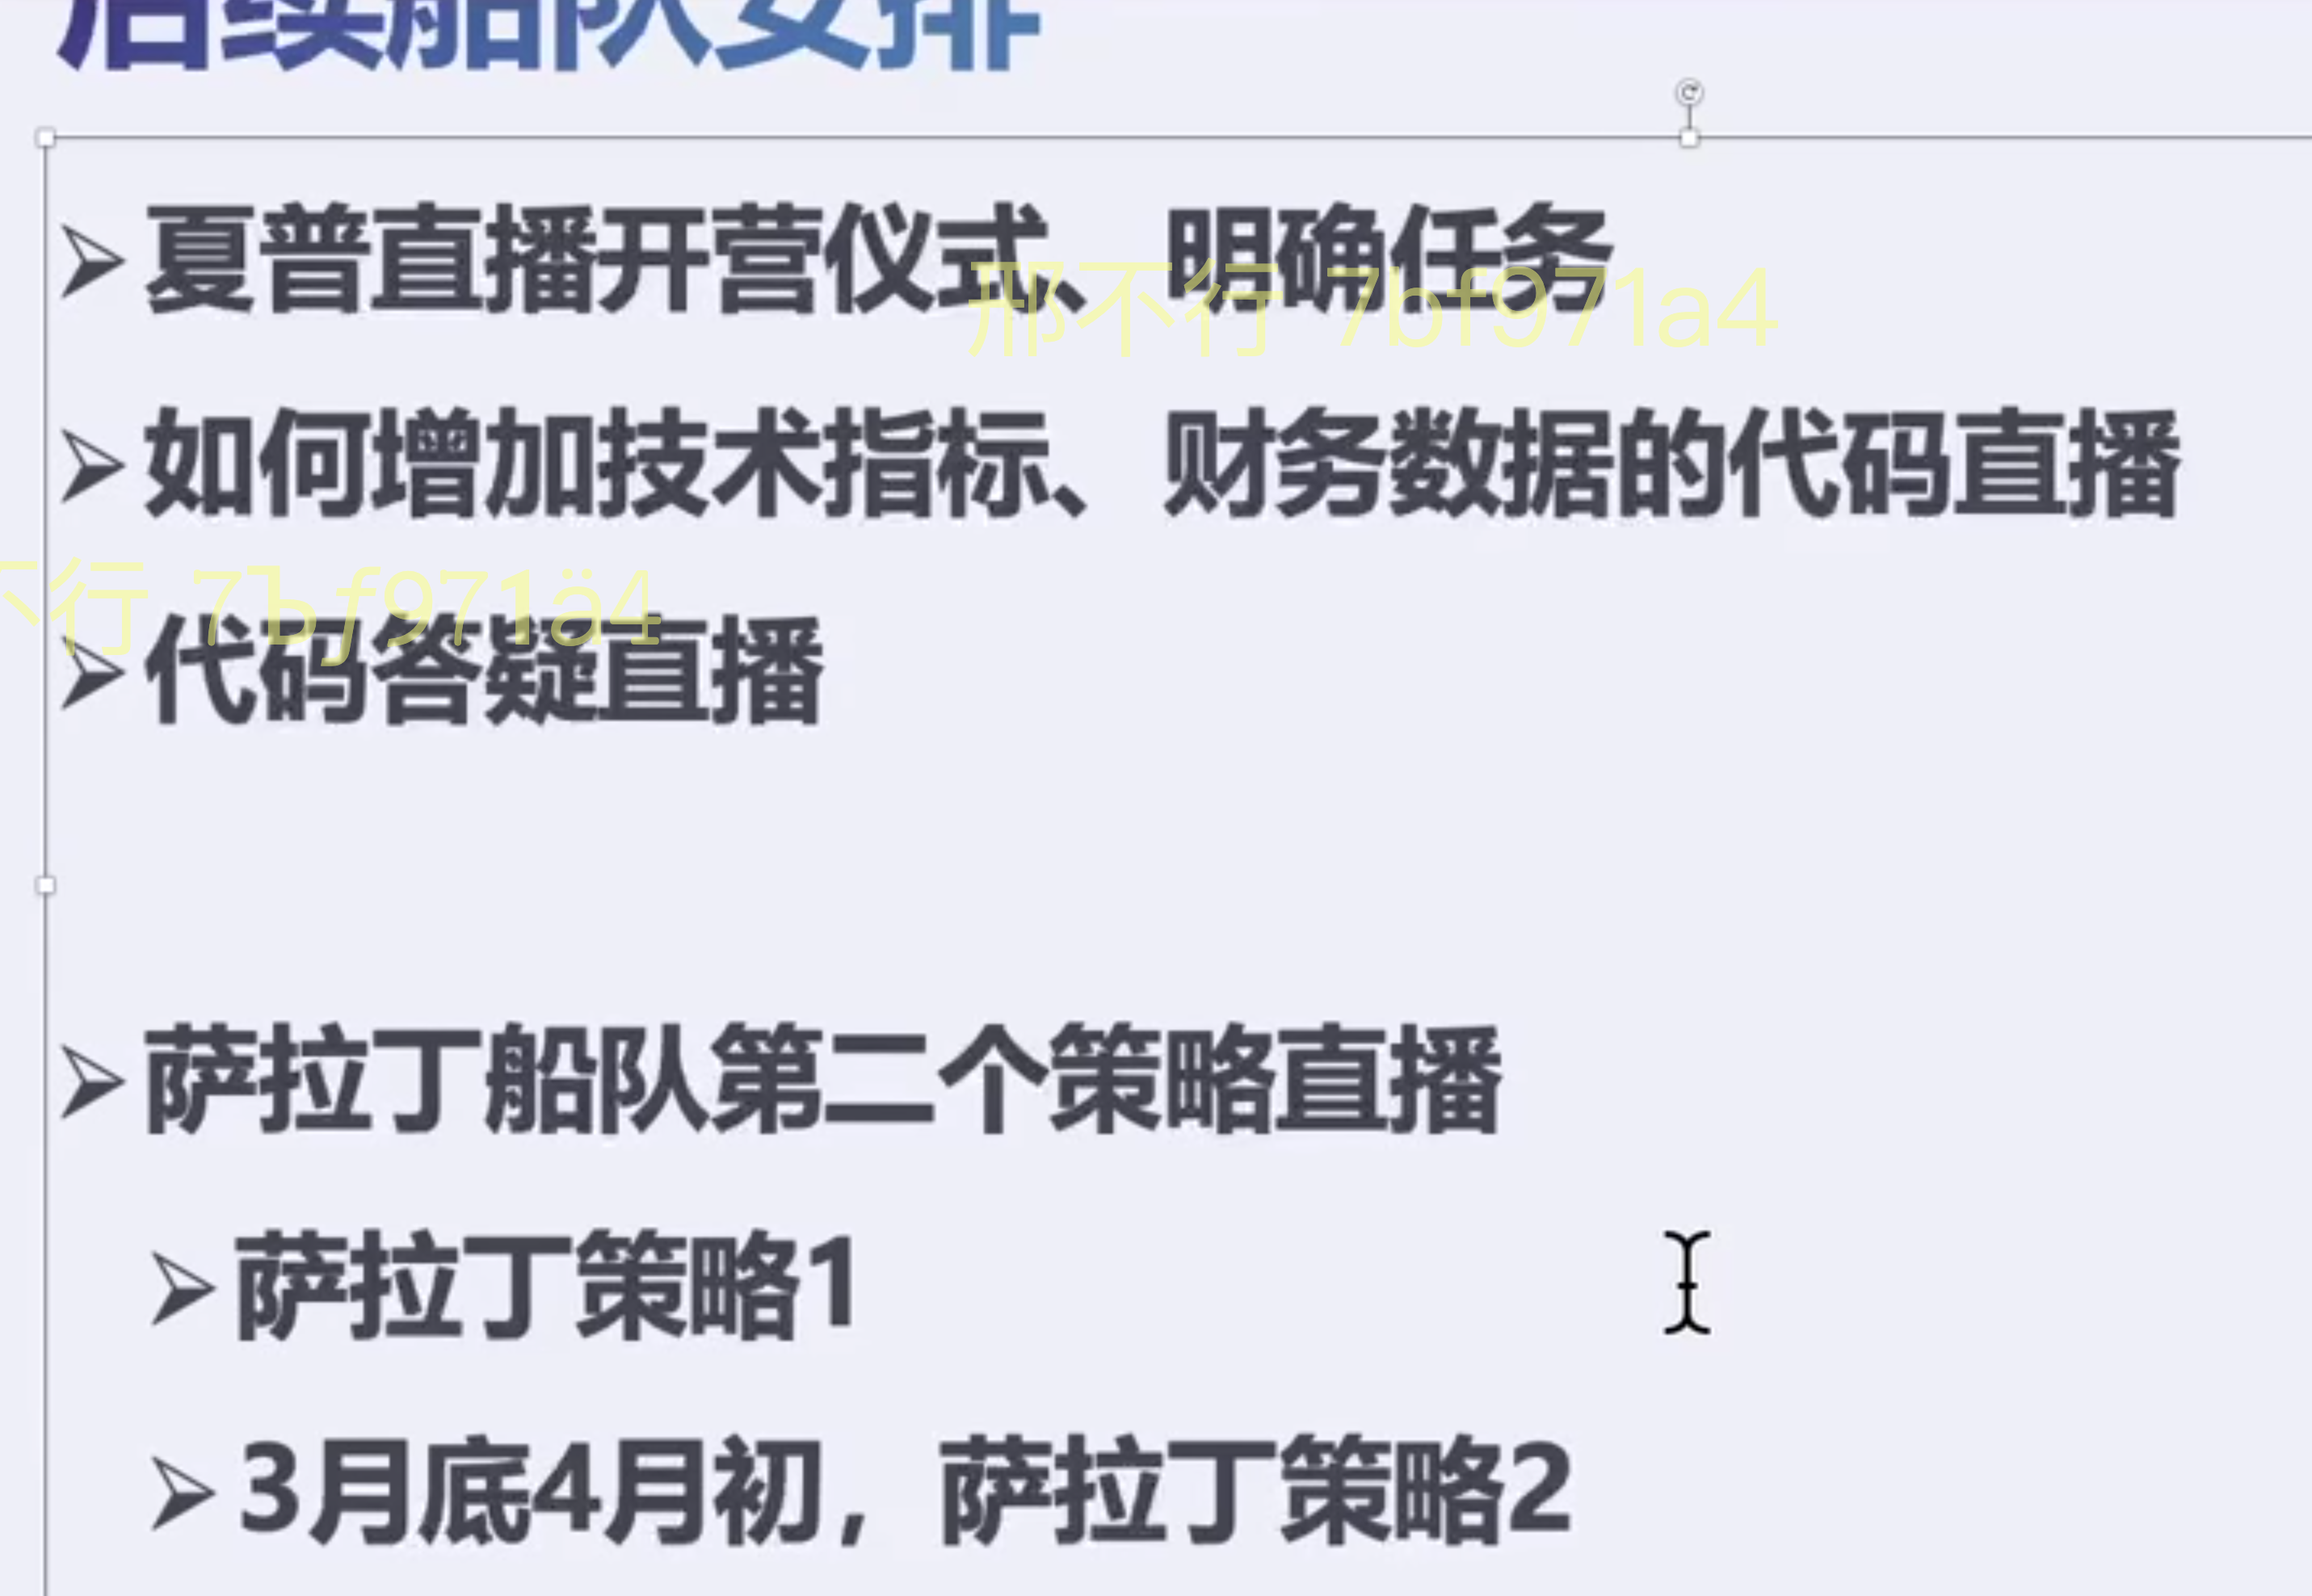 后续船队安排
夏普直播开营仪式、明确任务
邢不行 7bf971a4
如何增加技术指标、财务数据的代码直播
不行 7bf971a4
代码答疑直播
萨拉丁船队第二个策略直播
萨拉丁策略1
3月底4月初，萨拉丁策略2